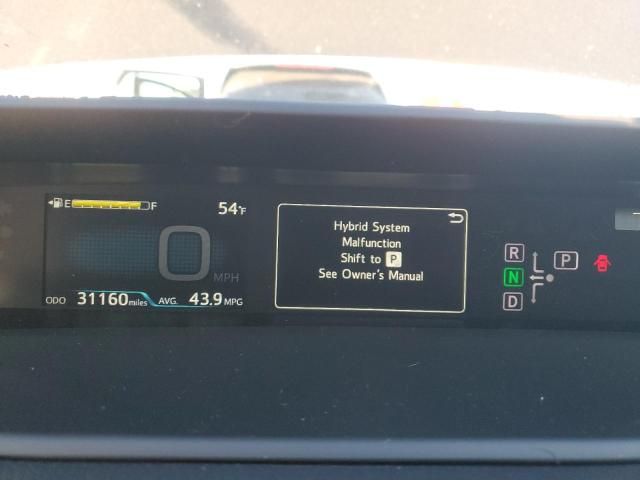 E F 54°F
0 MPH
ODO 31160 miles AVG. 43.9 MPG
Hybrid System
Malfunction
Shift to P
See Owner's Manual
R P
N
D